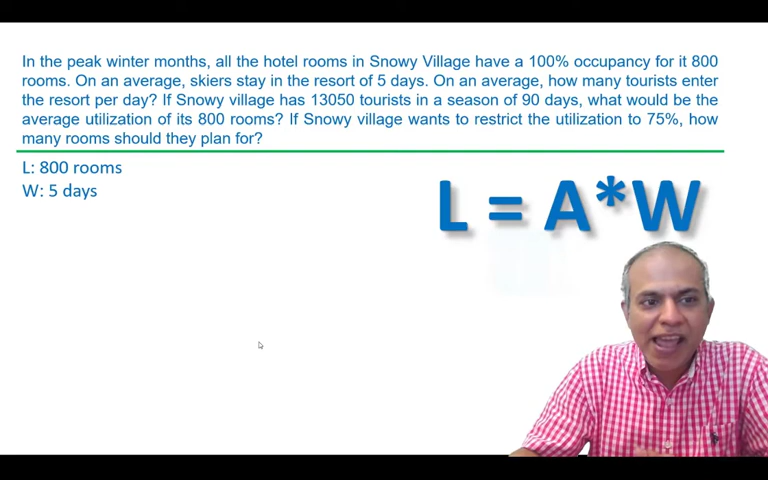 In the peak winter months, all the hotel rooms in Snowy Village have a 100% occupancy for it 800
rooms. On an average, skiers stay in the resort of 5 days. On an average, how many tourists enter
the resort per day? If Snowy village has 13050 tourists in a season of 90 days, what would be the
average utilization of its 800 rooms? If Snowy village wants to restrict the utilization to 75%, how
many rooms should they plan for?
L: 800 rooms
W: 5 days
L = A*W